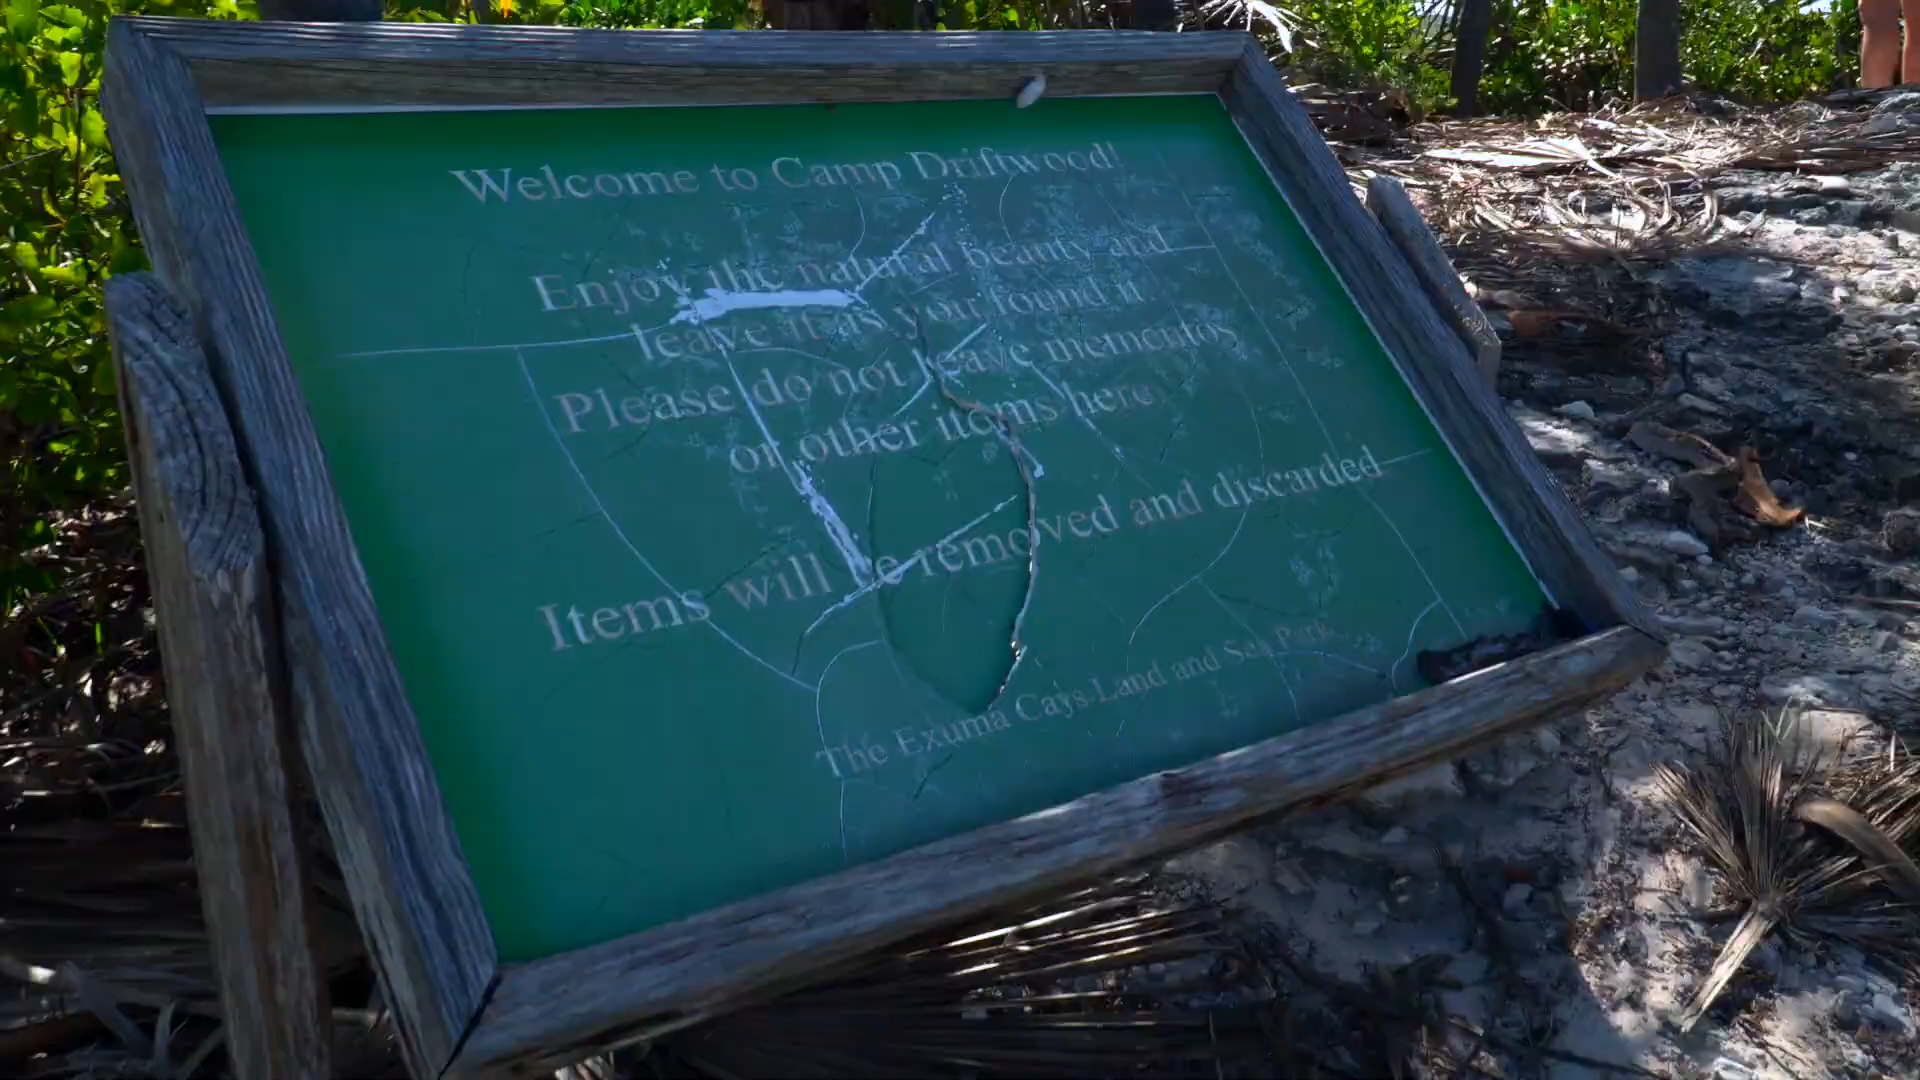 Welcome to Camp Driftwood!
Enjoy the natural beauty and
leave it as you found it
Please do not leave mementos
or other items here
Items will be removed and discarded
The Exuma Cays Land and Sea Park